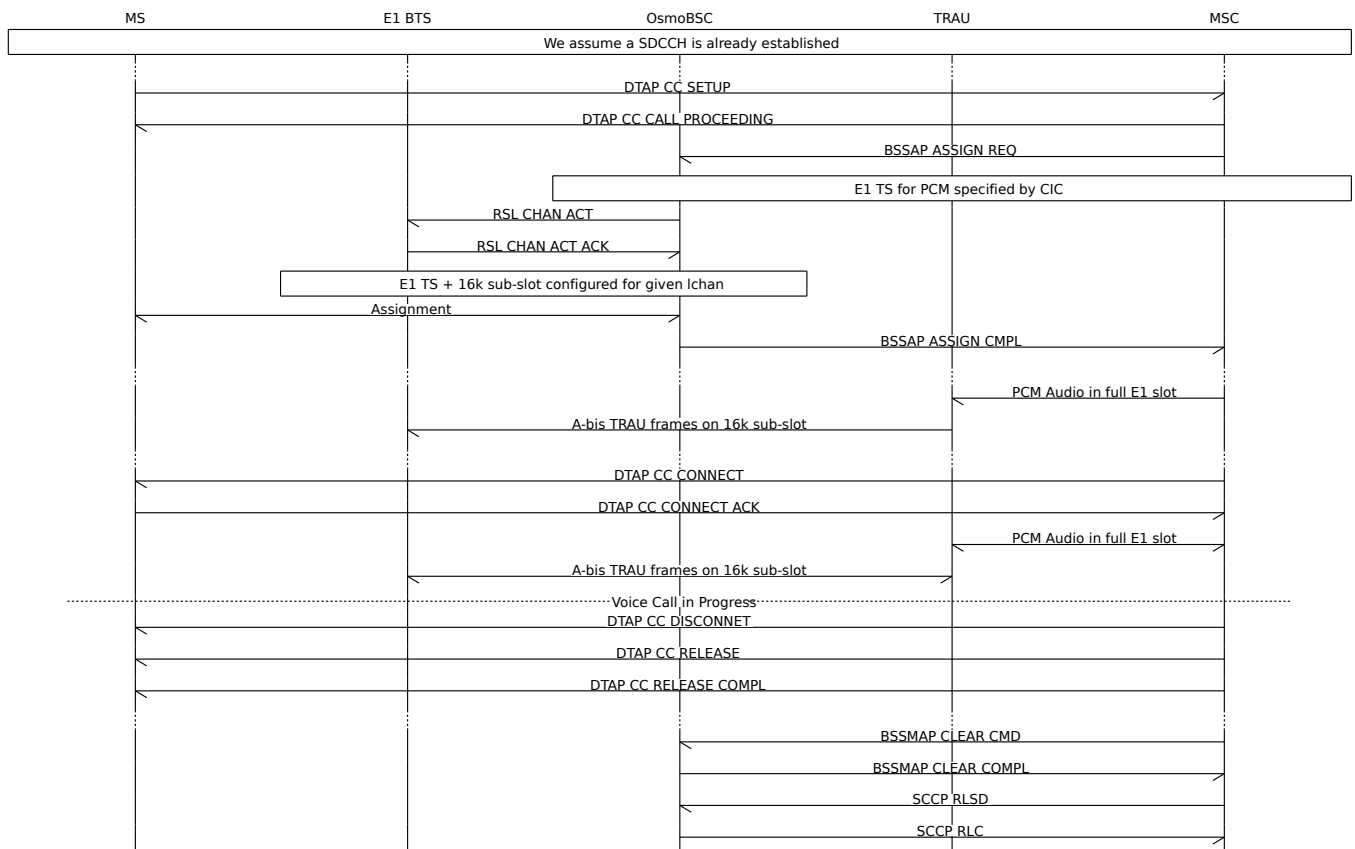 MS
E1 BTS
OsmoBSC
TRAU
MSC
We assume a SDCCH is already established
DTAP CC SETUP
DTAP CC CALL PROCEEDING
BSSAP ASSIGN REQ
E1 TS for PCM specified by CIC
RSL CHAN ACT
RSL CHAN ACT ACK
E1 TS + 16k sub-slot configured for given lchan
Assignment
BSSAP ASSIGN CMPL
PCM Audio in full E1 slot
A-bis TRAU frames on 16k sub-slot
DTAP CC CONNECT
DTAP CC CONNECT ACK
PCM Audio in full E1 slot
A-bis TRAU frames on 16k sub-slot
Voice Call in Progress
DTAP CC DISCONNET
DTAP CC RELEASE
DTAP CC RELEASE COMPL
BSSMAP CLEAR CMD
BSSMAP CLEAR COMPL
SCCP RLSD
SCCP RLC